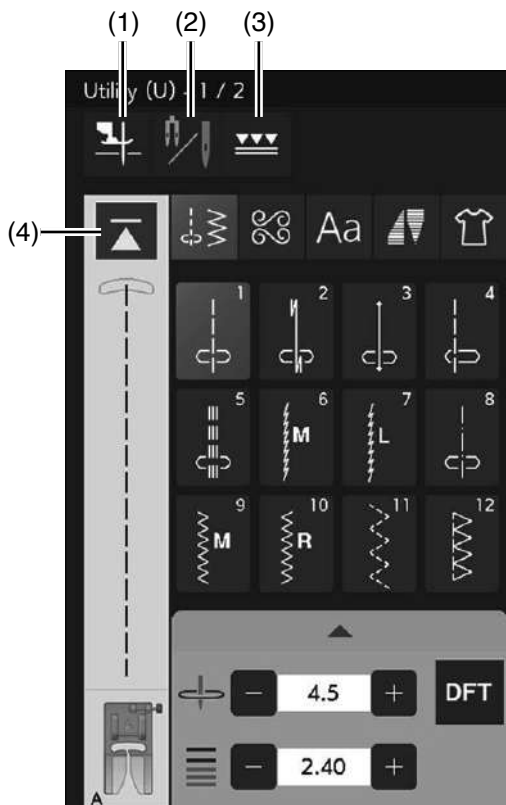 (1) (2) (3)
Utility (U) - 1 / 2
(4)
Aa
1 2 3 4
5 6 7 8
M L
9 10 11 12
M R
4.5
DFT
2.40
A